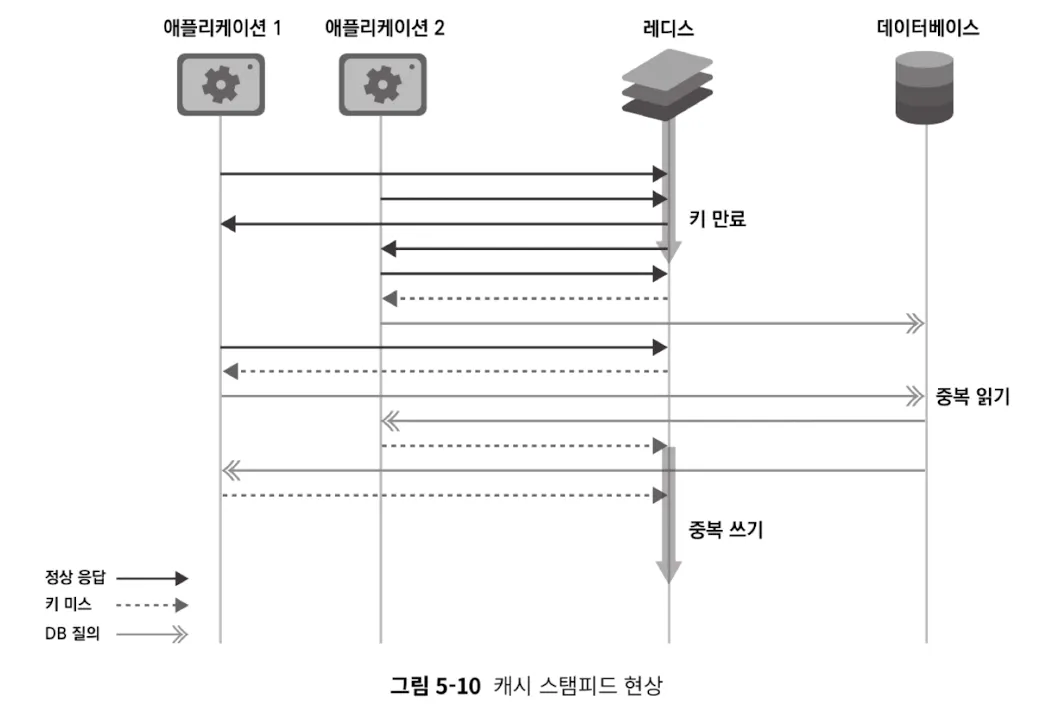 애플리케이션 1
애플리케이션 2
레디스
데이터베이스
키 만료
중복 읽기
중복 쓰기
정상 응답
키 미스
DB 질의
그림 5-10 캐시 스탬피드 현상